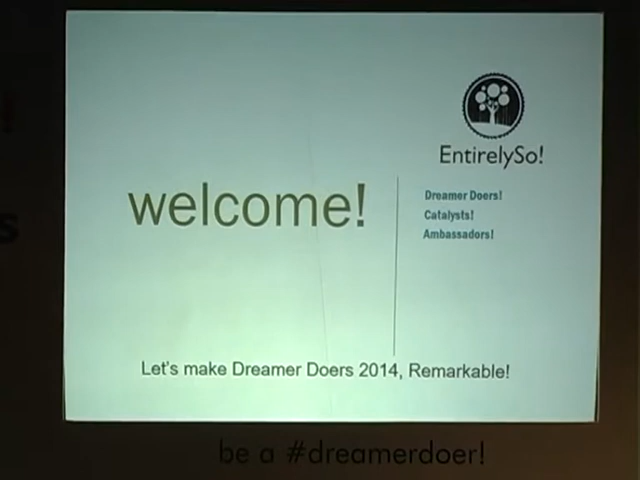 EntirelySo!
welcome!
Dreamer Doers!
Catalysts!
Ambassadors!
Let's make Dreamer Doers 2014, Remarkable!
be a #dreamerdoer!